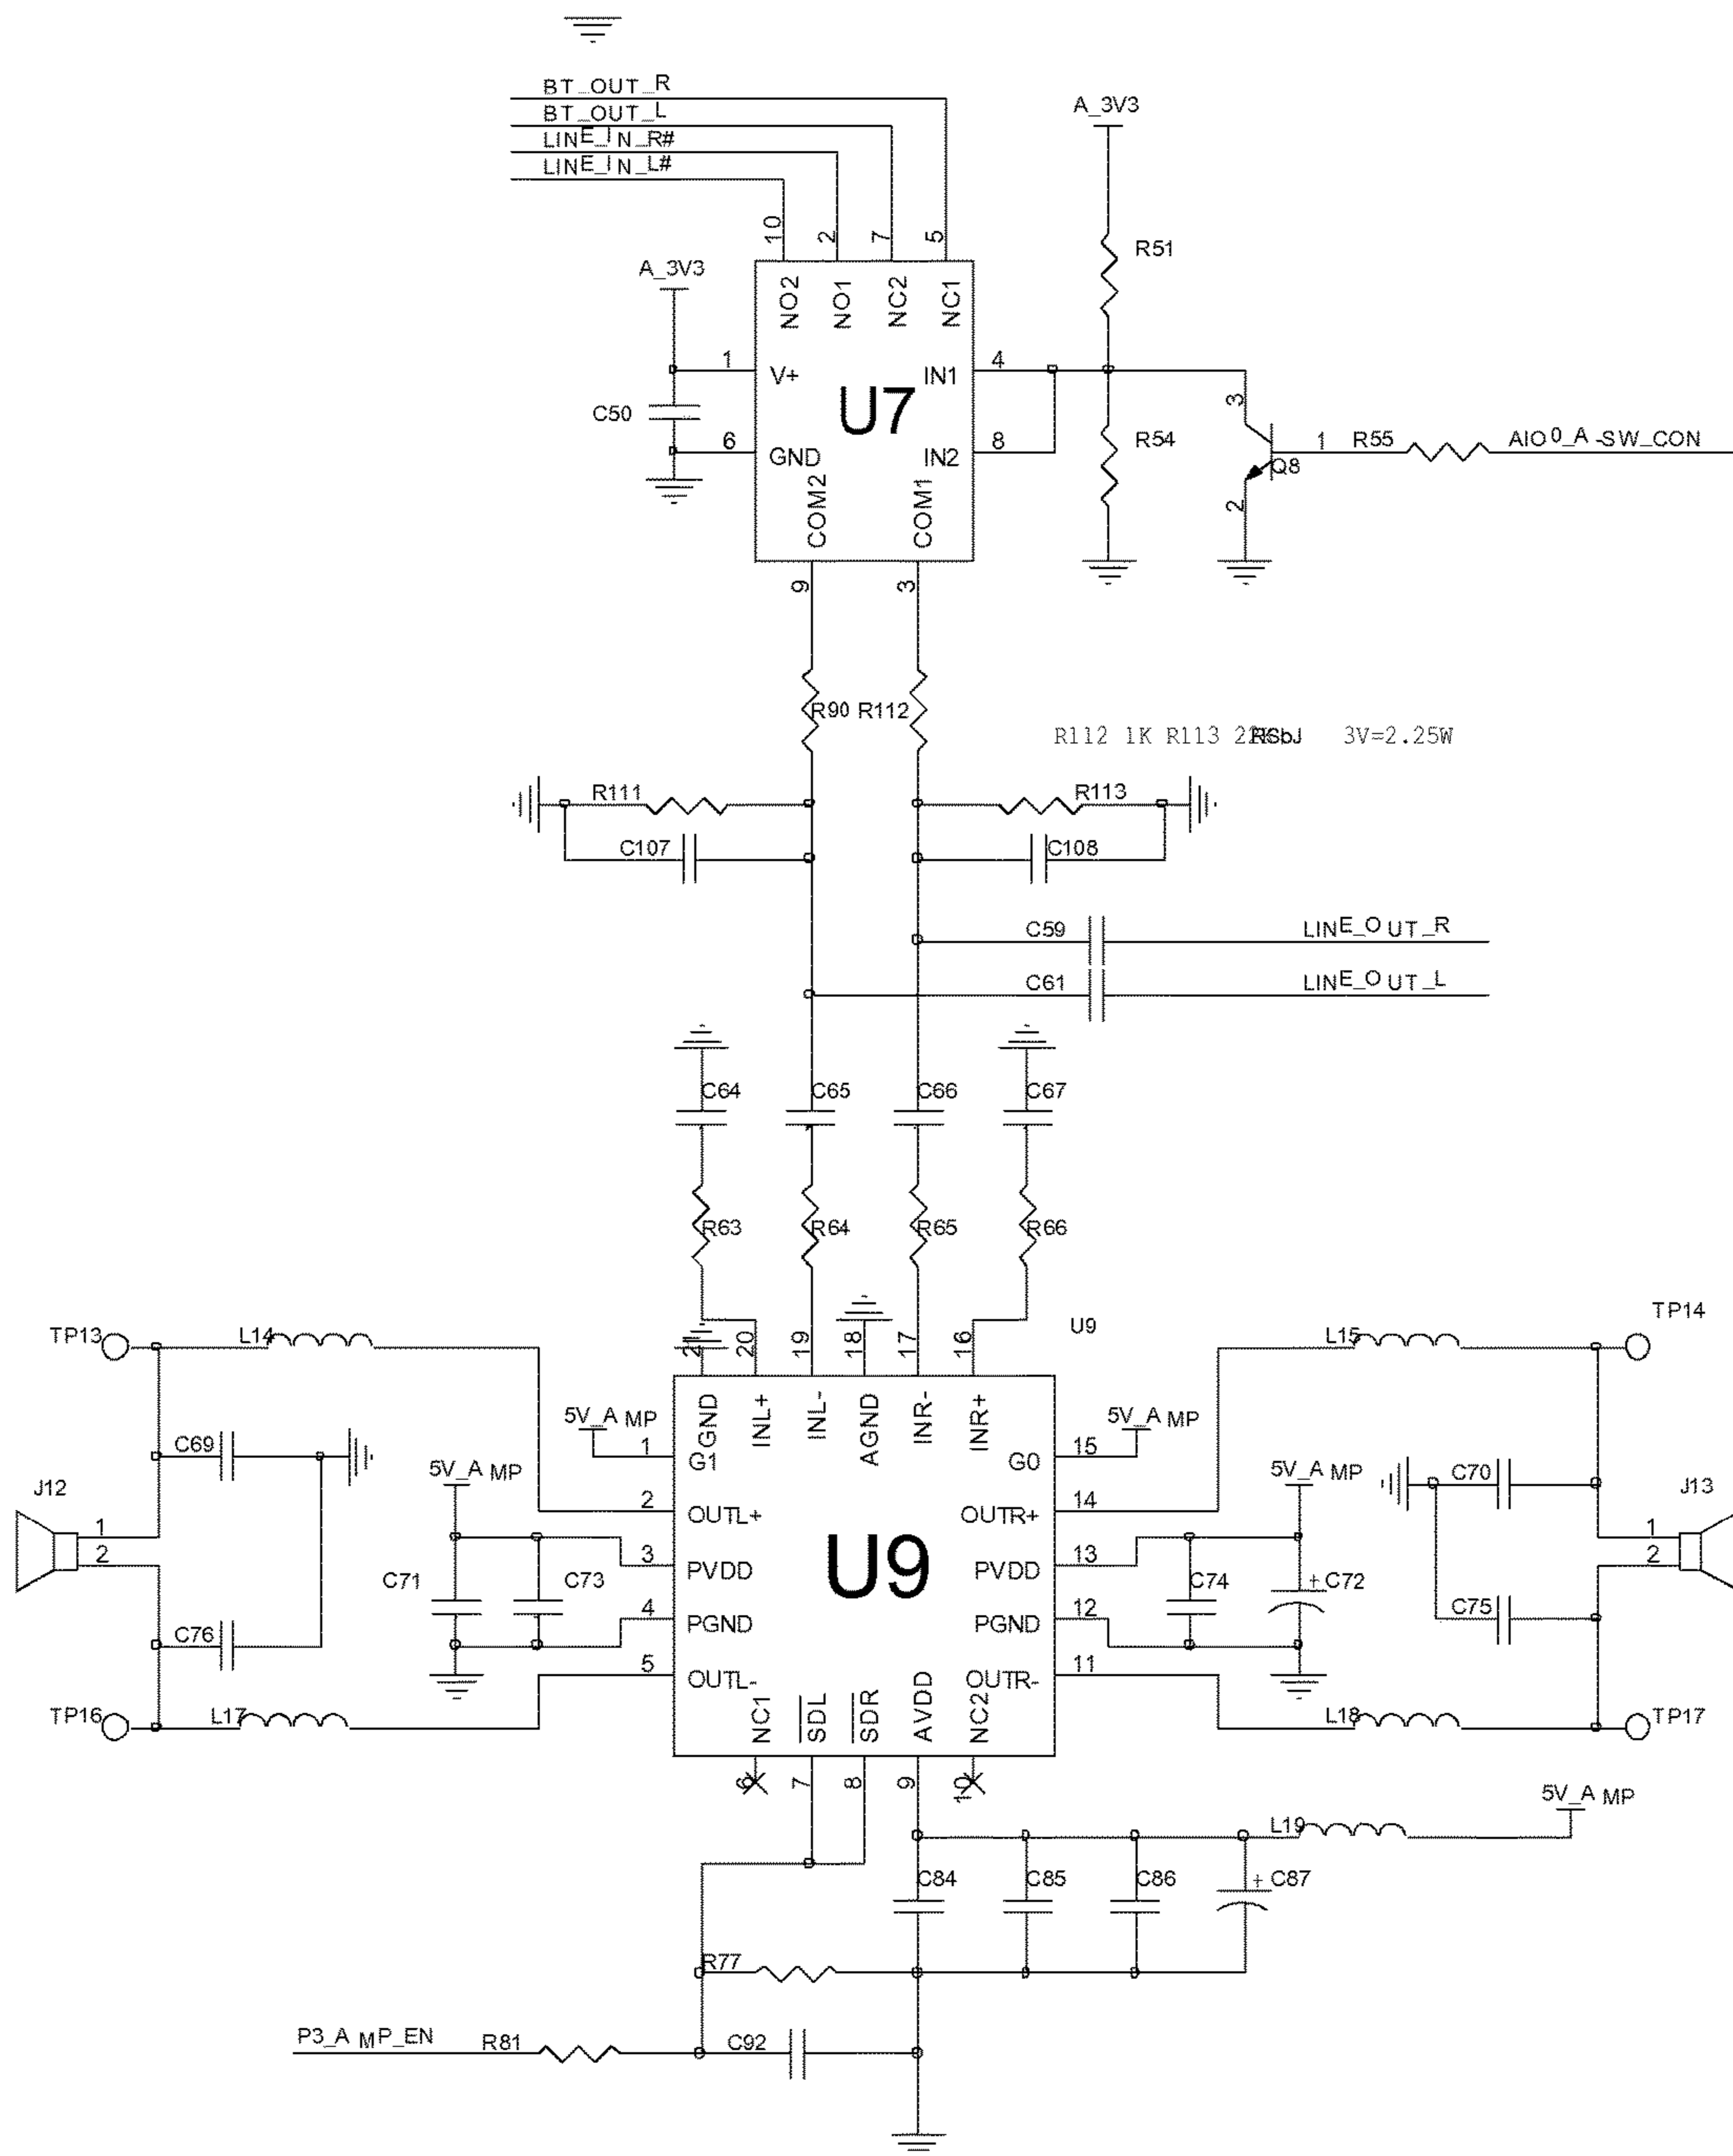 BT_OUT_R
BT_OUT_L
LINE_IN_R#
LINE_IN_L#
A_3V3
10
2
7
5
R51
A_3V3
NO2
NO1
NC2
NC1
1
V+
IN1
4
C50
U7
3
6
GND
IN2
8
R54
1
R55
AIO0_A-SW_CON
Q8
COM2
COM1
2
9
3
R90
R112
R112 1K R113
3V=2.25W
R111
R113
C107
C108
C59
LINE_OUT_R
C61
LINE_OUT_L
C64
C65
C66
C67
R63
R64
R65
R66
TP13
L14
21
20
19
18
17
16
U9
L15
TP14
GND
INL+
INL-
AGND
INR-
INR+
5V_AMP
5V_AMP
C69
1
G1
G0
15
5V_AMP
5V_AMP
C70
J12
J13
1
2
OUTL+
OUTR+
14
1
2
U9
2
C71
C73
3
PVDD
PVDD
13
C74
+
C72
4
PGND
PGND
12
C75
C76
5
OUTL-
OUTR-
11
TP16
L17
NC1
SDL
SDR
AVDD
NC2
L18
TP17
6
7
8
9
10
5V_AMP
L19
C84
C85
C86
+
C87
R77
P3_AMP_EN
R81
C92